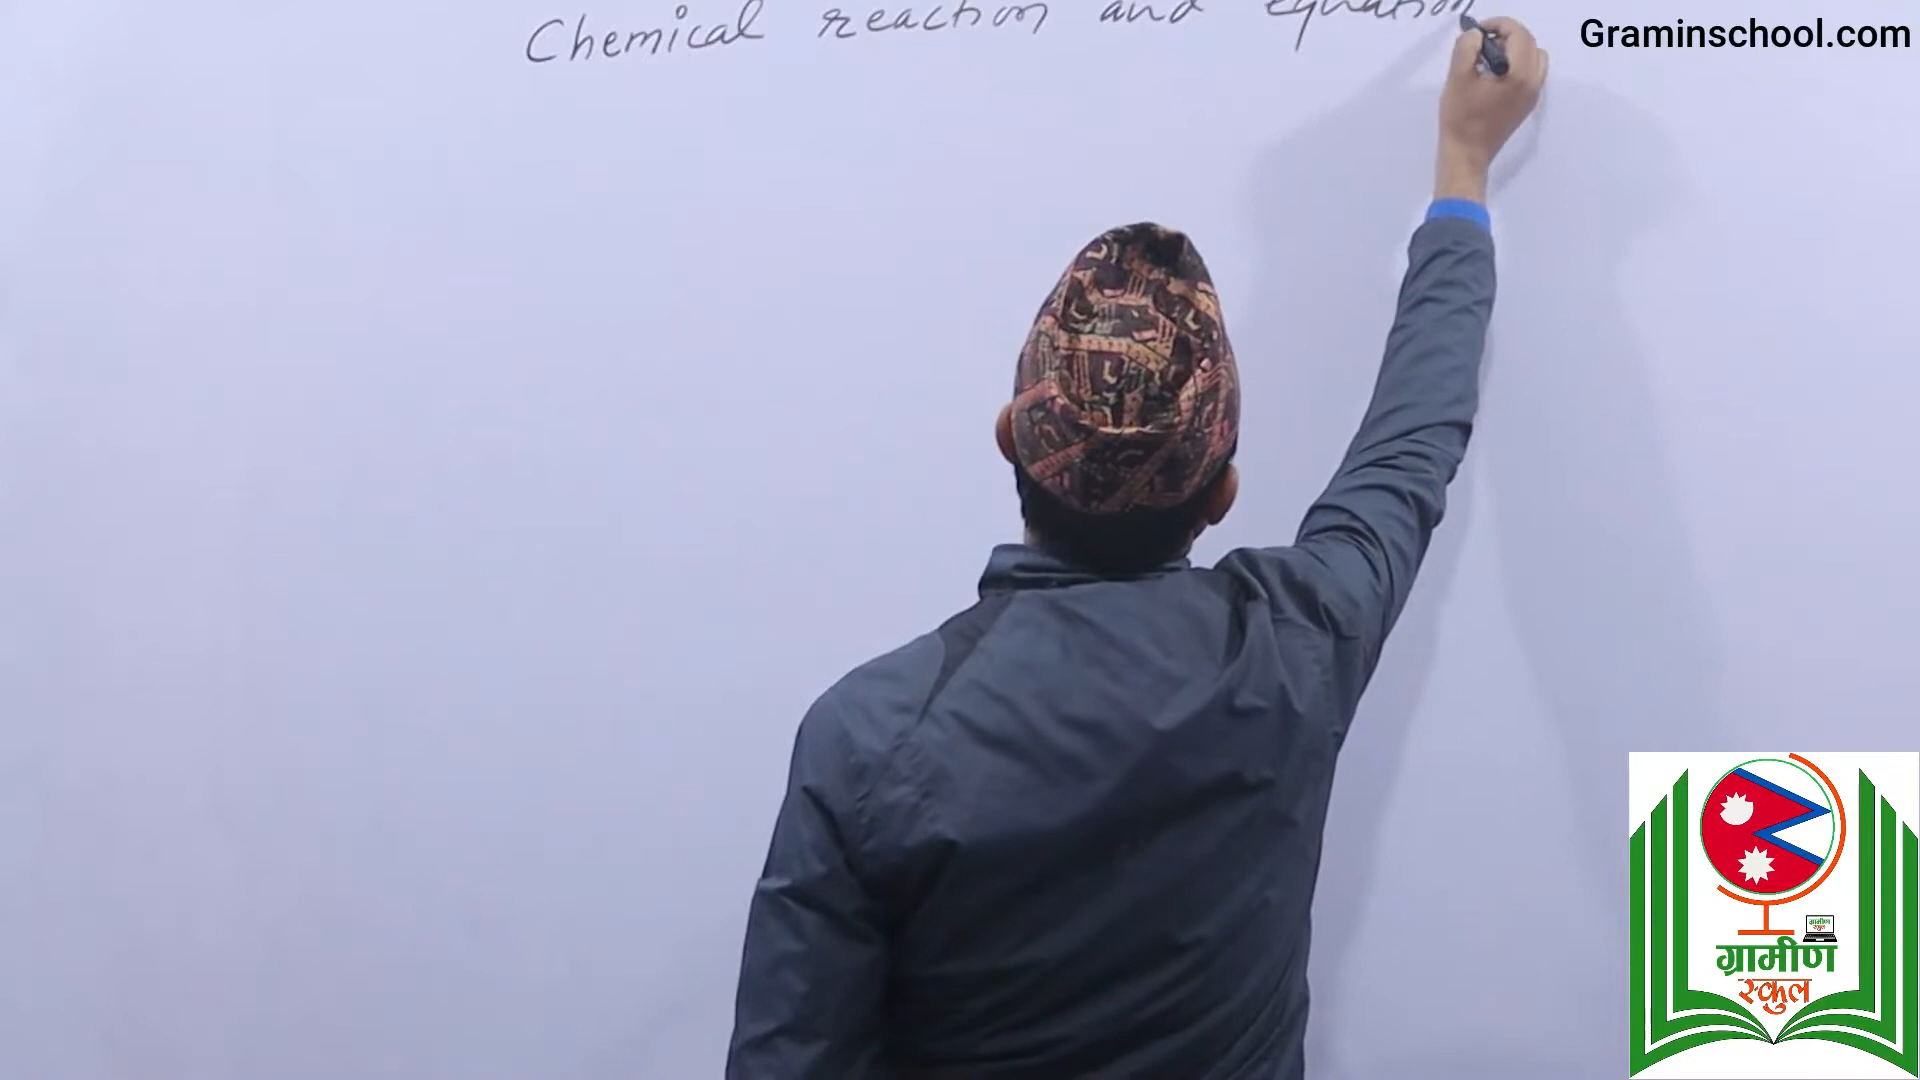 Chemical reaction and equation
Graminschool.com
ग्रामीण
स्कुल
ग्रामीण
स्कुल